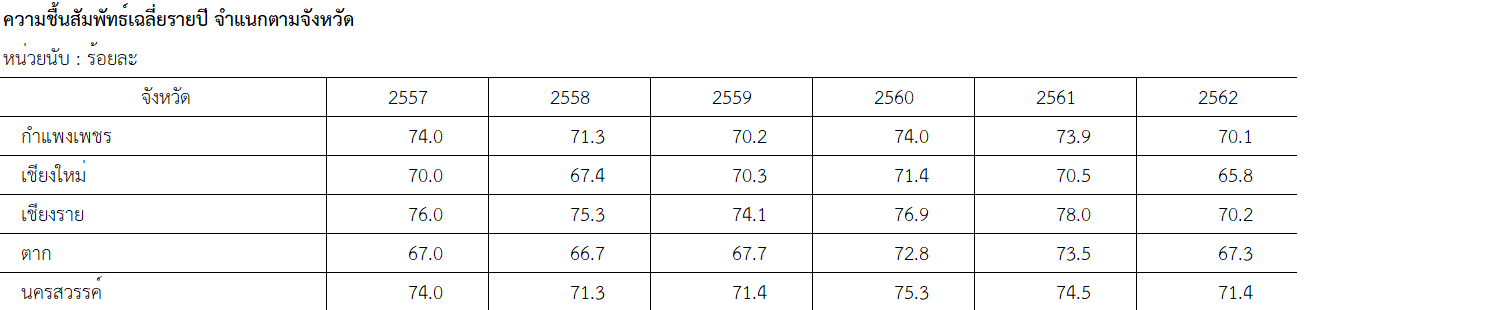 ความชื้นสัมพัทธ์เฉลี่ยรายปี จำแนกตามจังหวัด
หน่วยนับ : ร้อยละ
จังหวัด 2557 2558 2559 2560 2561 2562
กำแพงเพชร 74.0 71.3 70.2 74.0 73.9 70.1
เชียงใหม่ 70.0 67.4 70.3 71.4 70.5 65.8
เชียงราย 76.0 75.3 74.1 76.9 78.0 70.2
ตาก 67.0 66.7 67.7 72.8 73.5 67.3
นครสวรรค์ 74.0 71.3 71.4 75.3 74.5 71.4